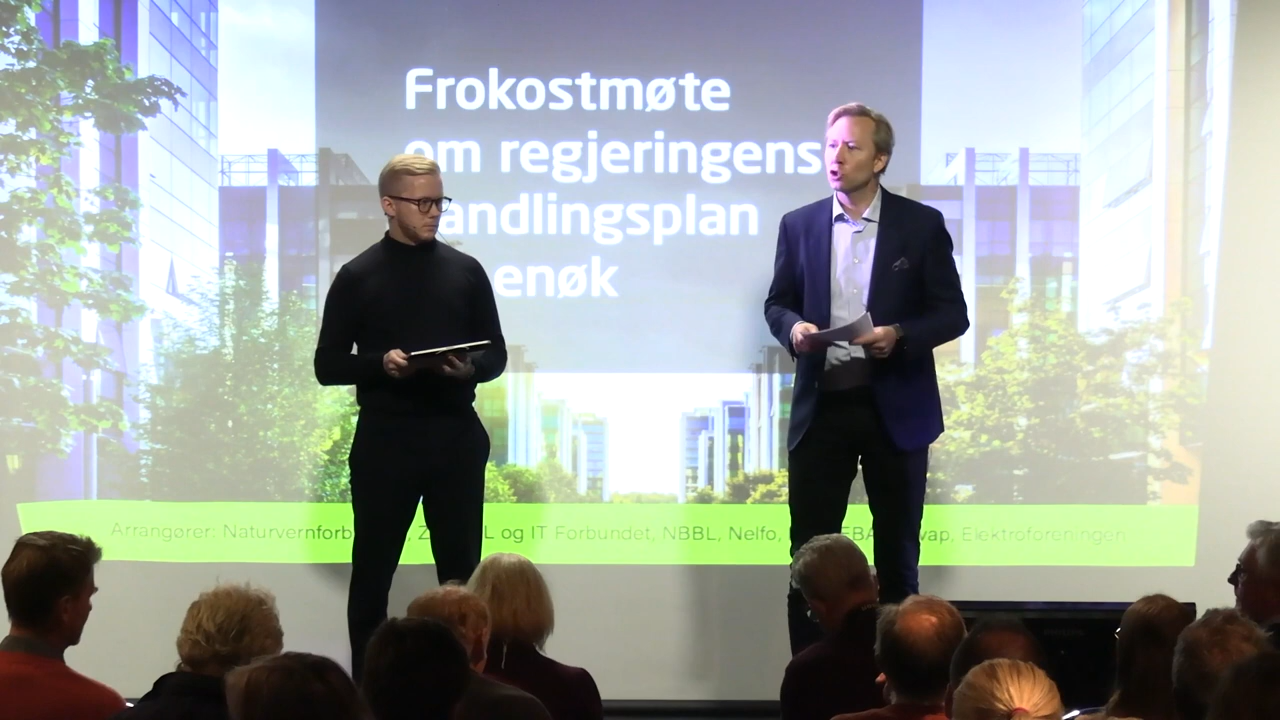 Frokostmøte
om regjeringens
handlingsplan
enøk
Arrangører: Naturvernforb og IT Forbundet, NBBL, Nelfo, Elektroforeningen